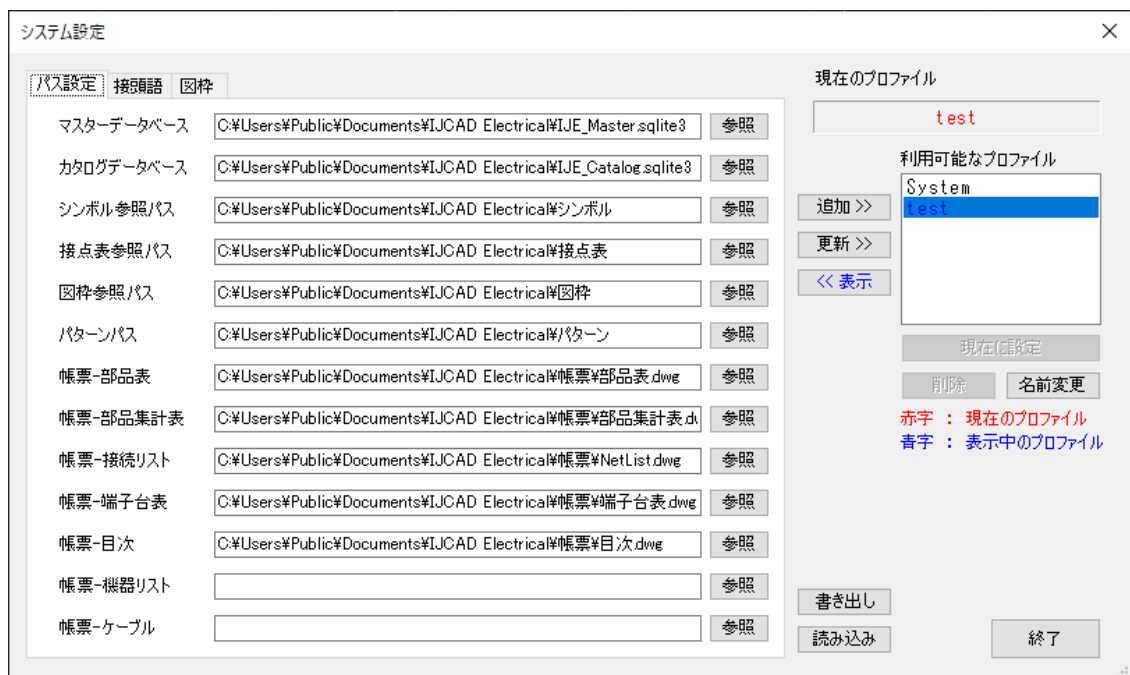 システム設定
パス設定 接頭語 図枠
マスターデータベース C:¥Users¥Public¥Documents¥IJCAD Electrical¥IJE_Master.sqlite3 参照
カタログデータベース C:¥Users¥Public¥Documents¥IJCAD Electrical¥IJE_Catalog.sqlite3 参照
シンボル参照パス C:¥Users¥Public¥Documents¥IJCAD Electrical¥シンボル 参照
接点表参照パス C:¥Users¥Public¥Documents¥IJCAD Electrical¥接点表 参照
図枠参照パス C:¥Users¥Public¥Documents¥IJCAD Electrical¥図枠 参照
パターンパス C:¥Users¥Public¥Documents¥IJCAD Electrical¥パターン 参照
帳票-部品表 C:¥Users¥Public¥Documents¥IJCAD Electrical¥帳票¥部品表.dwg 参照
帳票-部品集計表 C:¥Users¥Public¥Documents¥IJCAD Electrical¥帳票¥部品集計表.d 参照
帳票-接続リスト C:¥Users¥Public¥Documents¥IJCAD Electrical¥帳票¥NetList.dwg 参照
帳票-端子台表 C:¥Users¥Public¥Documents¥IJCAD Electrical¥帳票¥端子台表.dwg 参照
帳票-目次 C:¥Users¥Public¥Documents¥IJCAD Electrical¥帳票¥目次.dwg 参照
帳票-機器リスト 参照
帳票-ケーブル 参照
現在のプロファイル
test
利用可能なプロファイル
System
test
追加 >>
更新 >>
<< 表示
現在に設定
削除 名前変更
赤字 : 現在のプロファイル
青字 : 表示中のプロファイル
書き出し
読み込み 終了